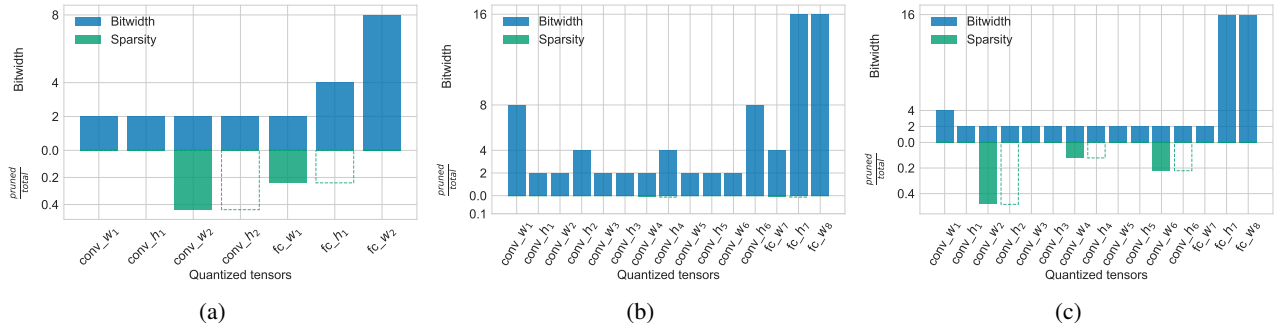 8
4
2
0.0
0.2
0.4
Bitwidth
pruned
total
Bitwidth
Sparsity
conv_w1
conv_h1
conv_w2
conv_h2
fc_w1
fc_h1
fc_w2
Quantized tensors
(a)
16
8
4
2
0.0
0.1
Bitwidth
pruned
total
Bitwidth
Sparsity
conv_w1
conv_h1
conv_w2
conv_h2
conv_w3
conv_h3
conv_w4
conv_h4
conv_w5
conv_h5
conv_w6
conv_h6
fc_w7
fc_h7
fc_w8
Quantized tensors
(b)
16
4
2
0.0
0.2
0.4
Bitwidth
pruned
total
Bitwidth
Sparsity
conv_w1
conv_h1
conv_w2
conv_h2
conv_w3
conv_h3
conv_w4
conv_h4
conv_w5
conv_h5
conv_w6
conv_h6
fc_w7
fc_h7
fc_w8
Quantized tensors
(c)